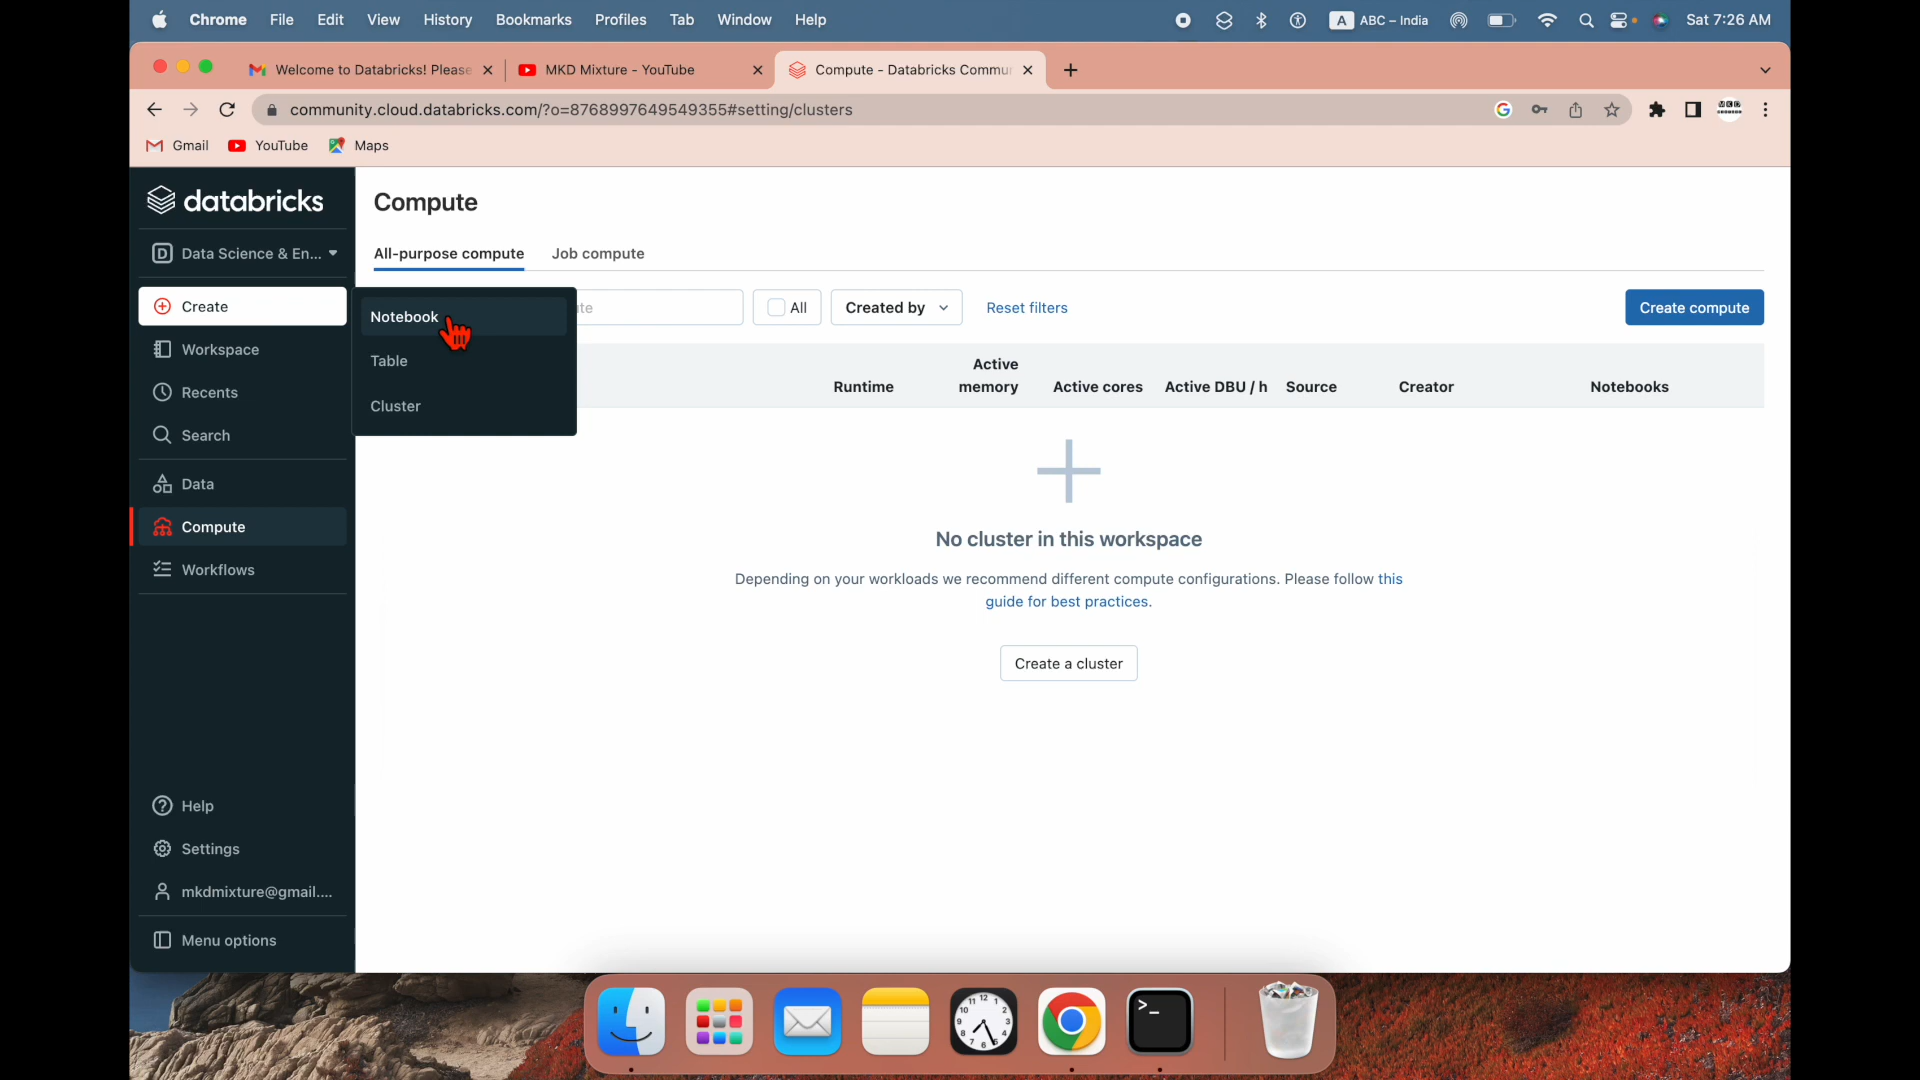 Chrome File Edit View History Bookmarks Profiles Tab Window Help A ABC – India Sat 7:26 AM
Welcome to Databricks! Please MKD Mixture - YouTube Compute - Databricks Commu
community.cloud.databricks.com/?o=8768997649549355#setting/clusters
Gmail YouTube Maps
databricks
Compute
D Data Science & En...
All-purpose compute Job compute
Create
Notebook
All Created by Reset filters Create compute
Workspace
Table
Active
memory
Runtime Active cores Active DBU / h Source Creator Notebooks
Recents
Cluster
Search
Data
Compute
No cluster in this workspace
Workflows
Depending on your workloads we recommend different compute configurations. Please follow this
guide for best practices.
Create a cluster
Help
Settings
mkdmixture@gmail....
Menu options